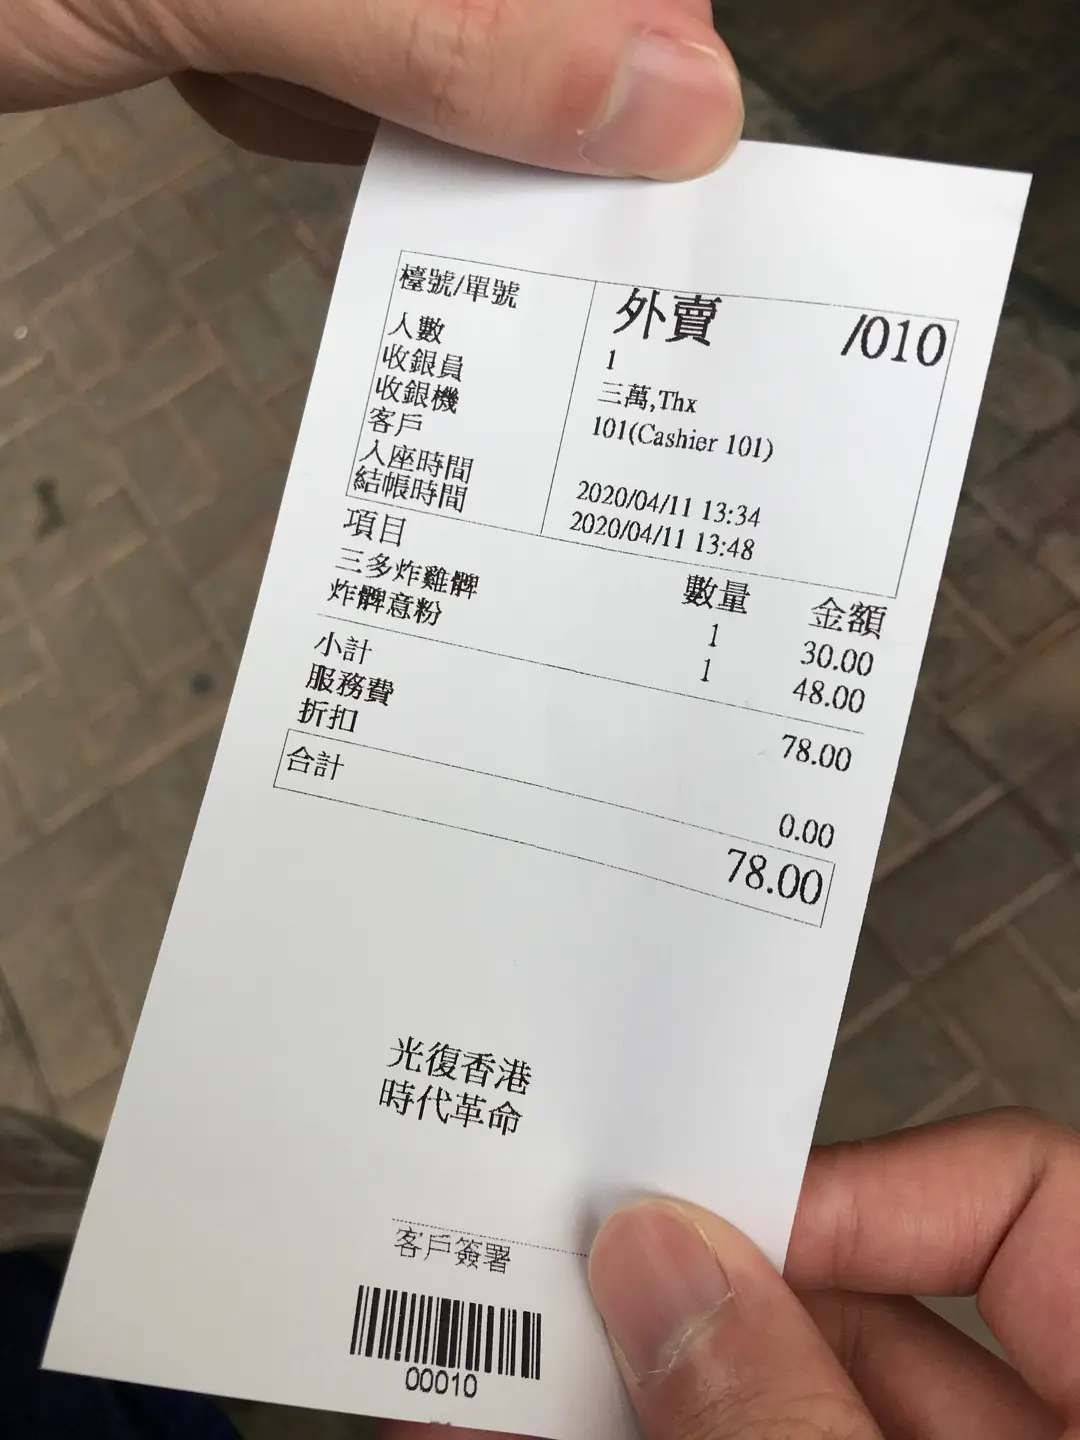 檯號/單號 外賣 /010
人數 1
收銀員 三萬,Thx
收銀機 101(Cashier 101)
客戶
入座時間 2020/04/11 13:34
結帳時間 2020/04/11 13:48
項目 數量 金額
三多炸雞髀 1 30.00
炸髀意粉 1 48.00
小計 78.00
服務費
折扣 0.00
合計 78.00
光復香港
時代革命
客戶簽署
00010